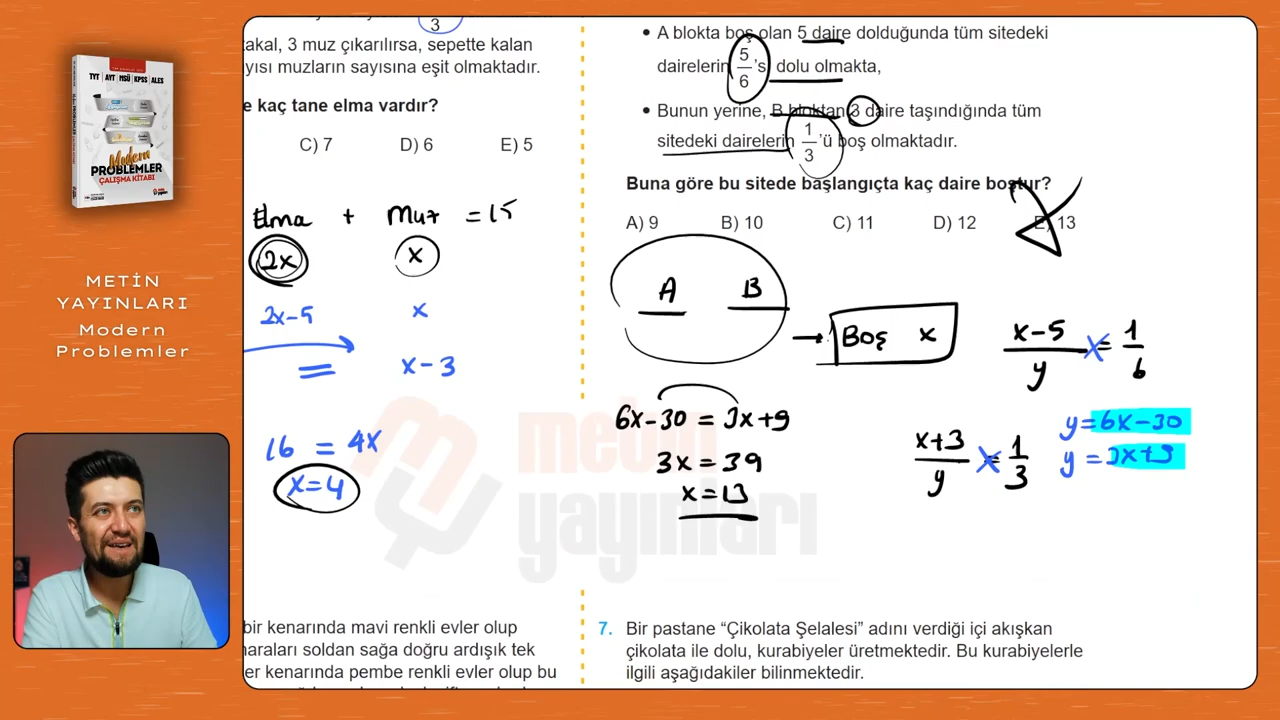 TYT AYT MSÜ KPSS ALES
Modern
PROBLEMLER
ÇALIŞMA KİTABI
METİN
YAYINLARI
Modern
Problemler
3
takal, 3 muz çıkarılırsa, sepette kalan
yısı muzların sayısına eşit olmaktadır.
e kaç tane elma vardır?
C) 7 D) 6 E) 5
Elma + Muz = 15
2x x
2x-5 x
= x-3
16 = 4x
x=4
• A blokta boş olan 5 daire dolduğunda tüm sitedeki
dairelerin 5/6 's dolu olmakta,
• Bunun yerine, B bloktan 3 daire taşındığında tüm
sitedeki dairelerin 1/3 'ü boş olmaktadır.
Buna göre bu sitede başlangıçta kaç daire boştur?
A) 9 B) 10 C) 11 D) 12 E) 13
A B
→ Boş x
x-5/y = 1/6
6x-30 = 3x+9
3x = 39
x=13
x+3/y = 1/3
y=6x-30
y=3x+9
metin
yayınları
bir kenarında mavi renkli evler olup
naraları soldan sağa doğru ardışık tek
er kenarında pembe renkli evler olup bu
7. Bir pastane “Çikolata Şelalesi” adını verdiği içi akışkan
çikolata ile dolu, kurabiyeler üretmektedir. Bu kurabiyelerle
ilgili aşağıdakiler bilinmektedir.